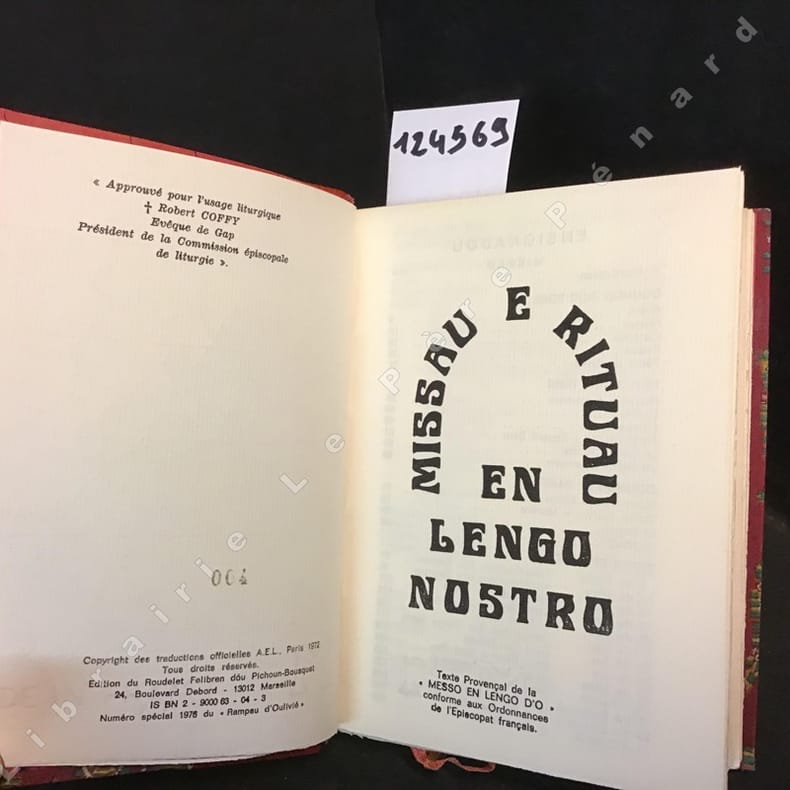 124569
« Approuvé pour l'usage liturgique
† Robert COFFY
Evêque de Gap
Président de la Commission épiscopale
de liturgie ».
004
Copyright des traductions officielles A.E.L., Paris 1972
Tous droits réservés.
Edition du Roudelet Felibren dóu Pichoun-Bousquet
24, Boulevard Debord - 13012 Marseille
IS BN 2 - 9000 63 - 04 - 3
Numéro spécial 1976 du « Rampau d'Oulivié »
MISSAU E RITUAU
EN
LENGO
NOSTRO
Texte Provençal de la
« MESSO EN LENGO D'O »
conforme aux Ordonnances
de l'Episcopat français.
Librairie Le Père Pénard